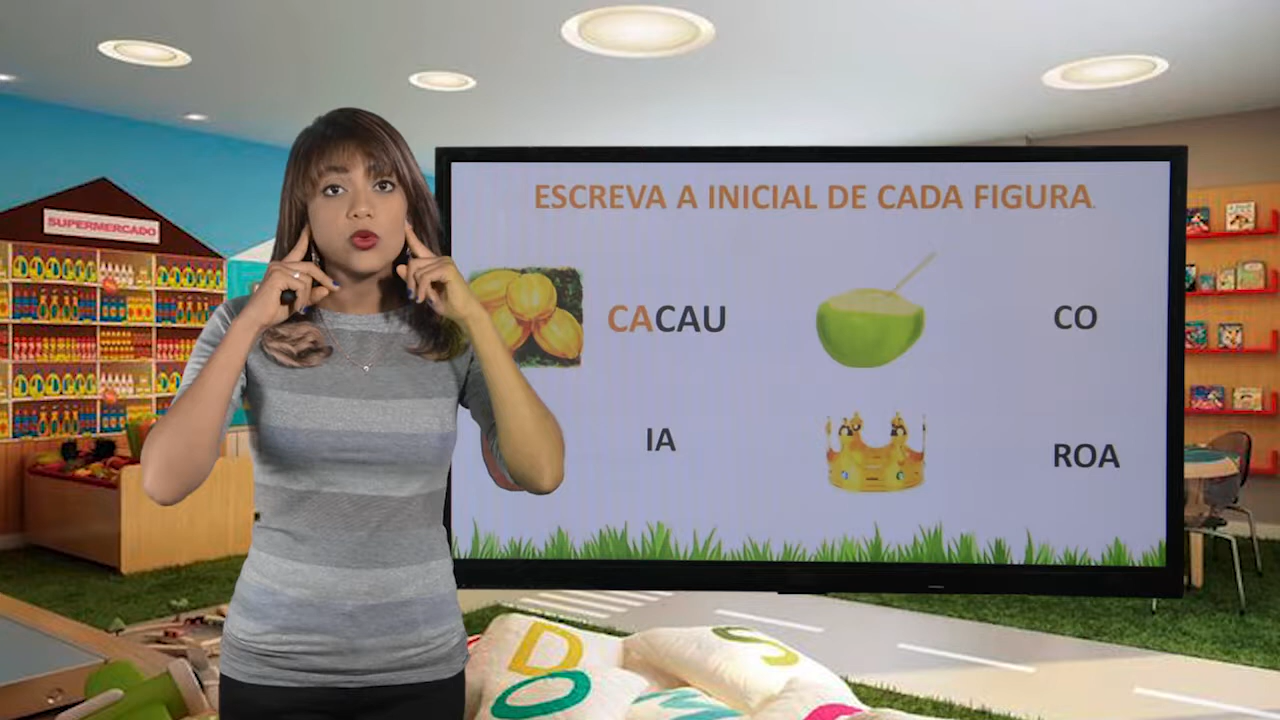 SUPERMERCADO
ESCREVA A INICIAL DE CADA FIGURA.
CACAU
CO
IA
ROA
D
S
O